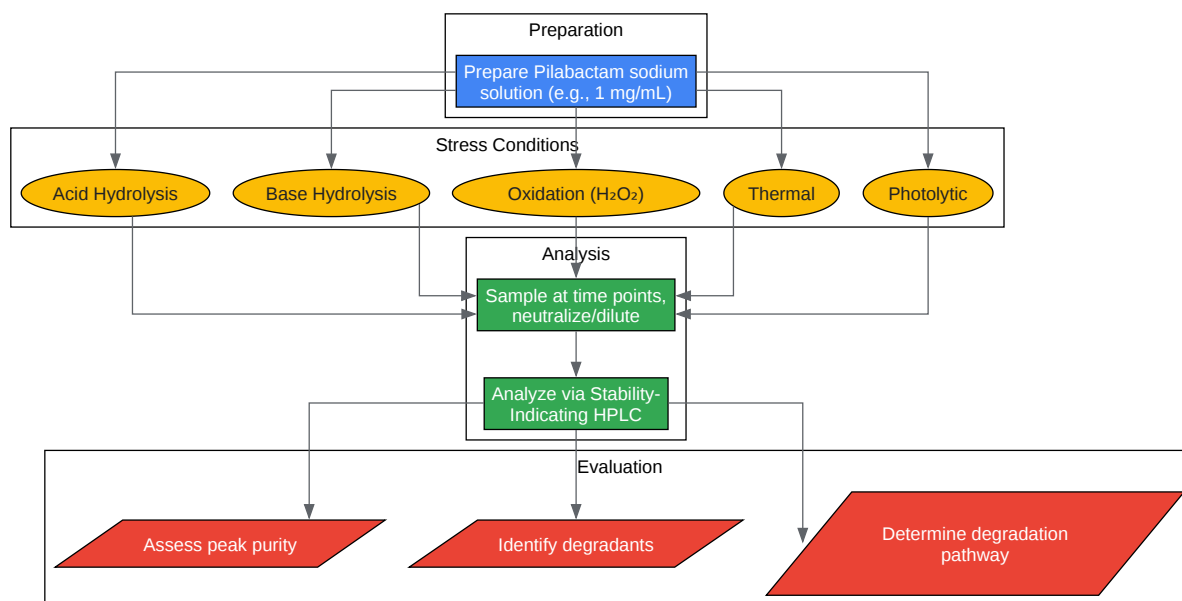 Preparation
Prepare Pilabactam sodium
solution (e.g., 1 mg/mL)
Stress Conditions
Acid Hydrolysis
Base Hydrolysis
Oxidation (H₂O₂)
Thermal
Photolytic
Analysis
Sample at time points,
neutralize/dilute
Analyze via Stability-
Indicating HPLC
Evaluation
Assess peak purity
Identify degradants
Determine degradation
pathway